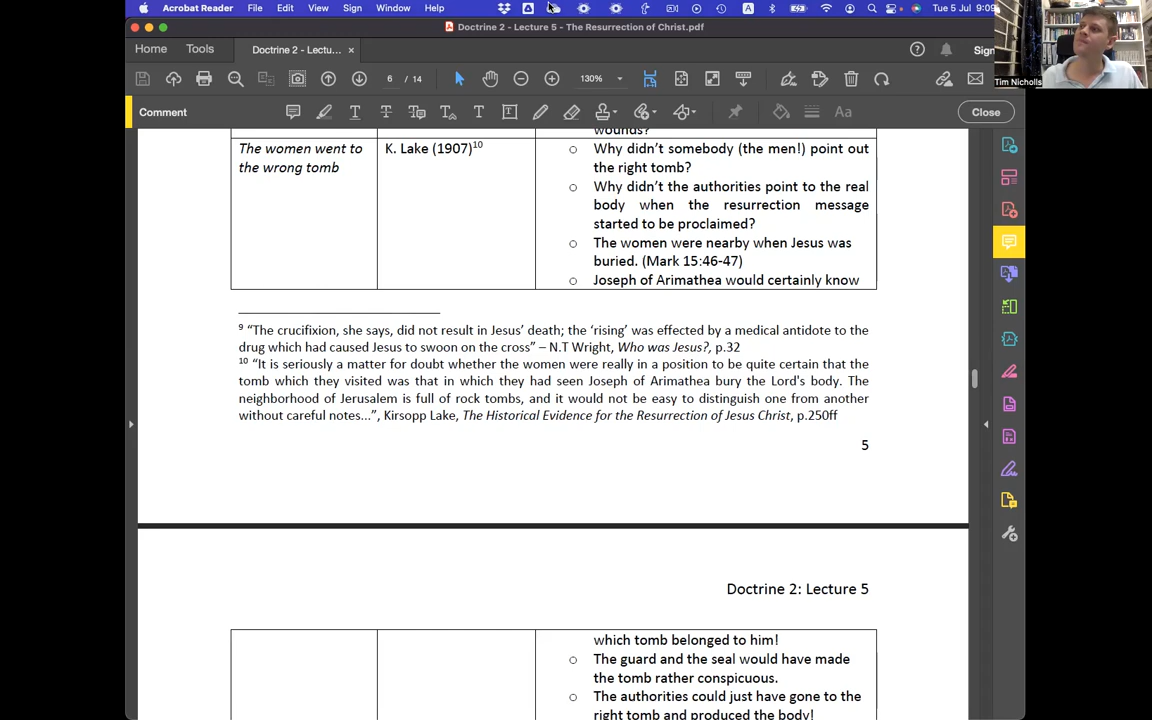 Acrobat Reader File Edit View Sign Window Help Tue 5 Jul 9:09
Doctrine 2 - Lecture 5 - The Resurrection of Christ.pdf
Home Tools Doctrine 2 - Lectu... × Sign
6 / 14 130%
Tim Nicholls
Comment Close
wounds?
The women went to
the wrong tomb
K. Lake (1907)10
○ Why didn't somebody (the men!) point out
the right tomb?
○ Why didn't the authorities point to the real
body when the resurrection message
started to be proclaimed?
○ The women were nearby when Jesus was
buried. (Mark 15:46-47)
○ Joseph of Arimathea would certainly know
9 “The crucifixion, she says, did not result in Jesus’ death; the ‘rising’ was effected by a medical antidote to the
drug which had caused Jesus to swoon on the cross” – N.T Wright, Who was Jesus?, p.32
10 “It is seriously a matter for doubt whether the women were really in a position to be quite certain that the
tomb which they visited was that in which they had seen Joseph of Arimathea bury the Lord's body. The
neighborhood of Jerusalem is full of rock tombs, and it would not be easy to distinguish one from another
without careful notes...”, Kirsopp Lake, The Historical Evidence for the Resurrection of Jesus Christ, p.250ff
5
Doctrine 2: Lecture 5
which tomb belonged to him!
○ The guard and the seal would have made
the tomb rather conspicuous.
○ The authorities could just have gone to the
right tomb and produced the body!